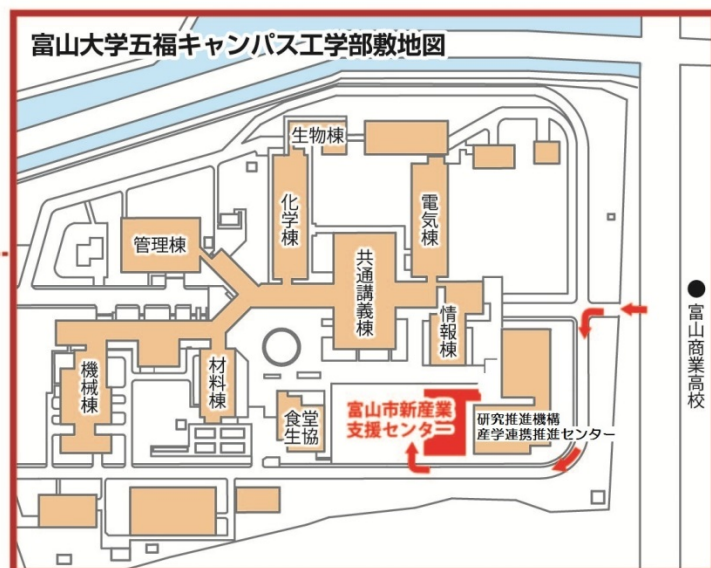 富山大学五福キャンパス工学部敷地図
生物棟
化学棟
電気棟
管理棟
共通講義棟
情報棟
機械棟
材料棟
食堂
生協
富山市新産業
支援センター
研究推進機構
産学連携推進センター
●富山商業高校